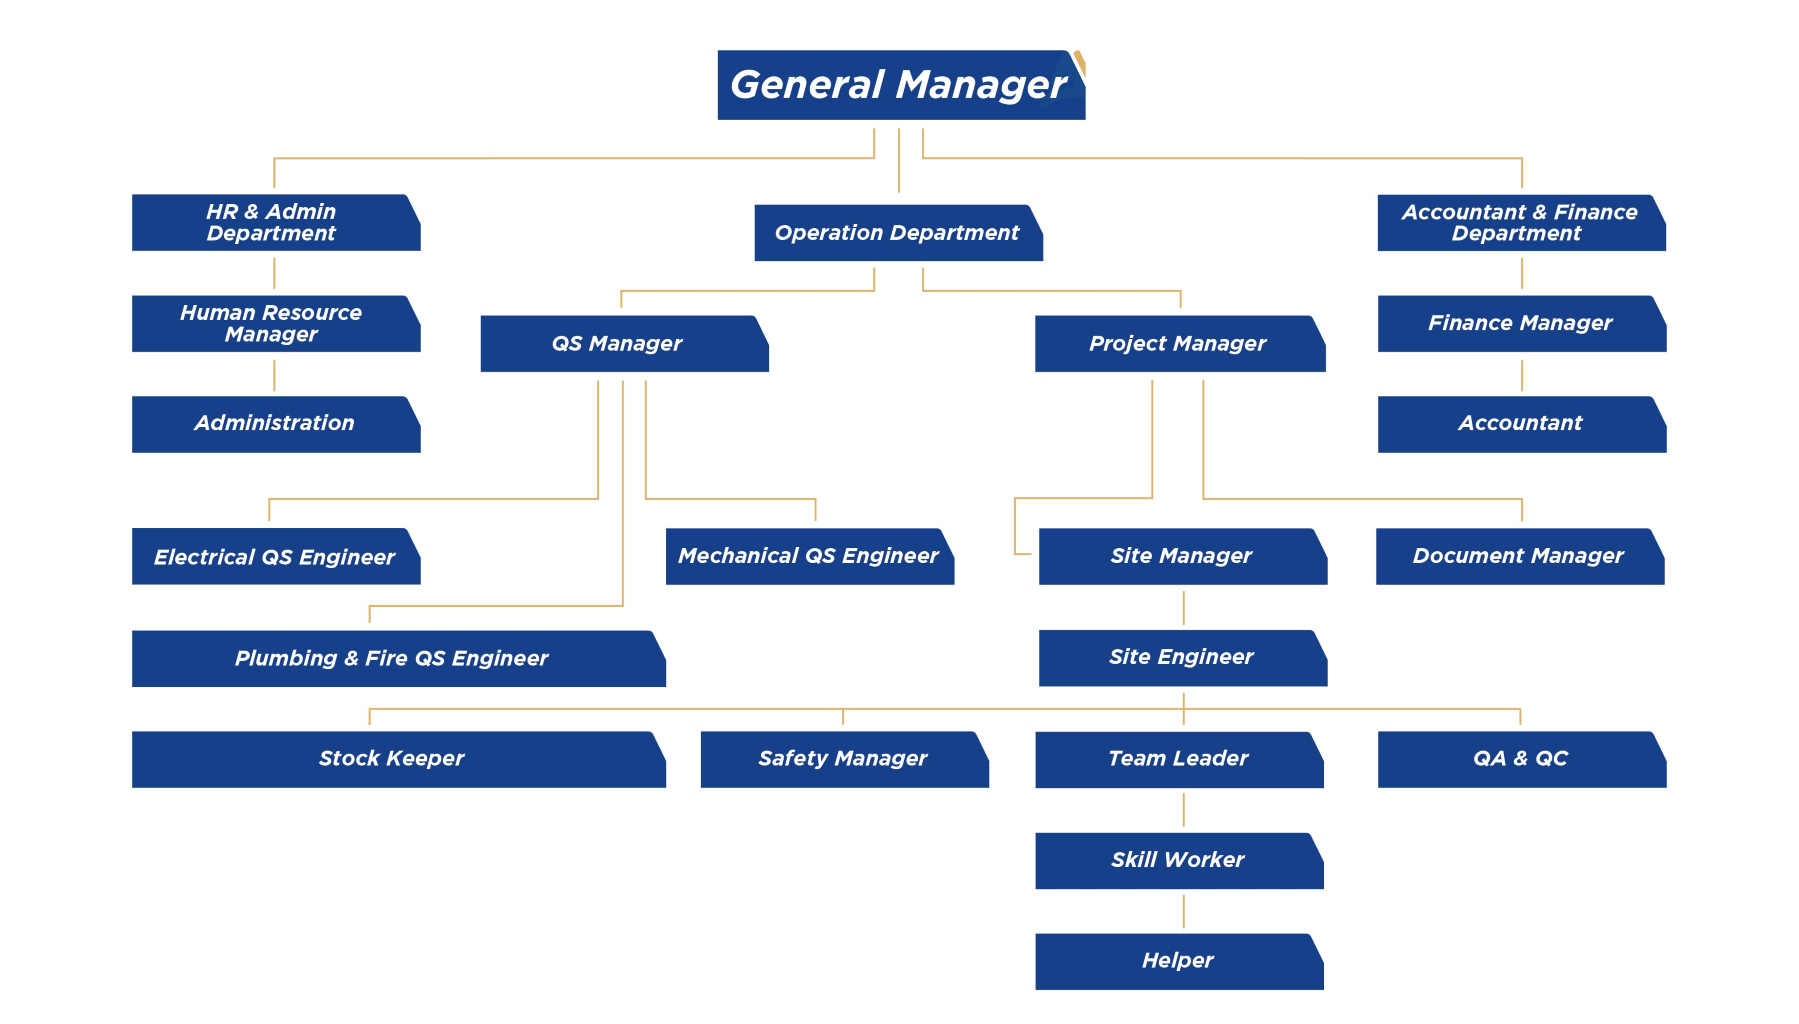 General Manager
HR & Admin
Department
Operation Department
Accountant & Finance
Department
Human Resource
Manager
QS Manager
Project Manager
Finance Manager
Administration
Accountant
Electrical QS Engineer
Mechanical QS Engineer
Site Manager
Document Manager
Plumbing & Fire QS Engineer
Site Engineer
Stock Keeper
Safety Manager
Team Leader
QA & QC
Skill Worker
Helper